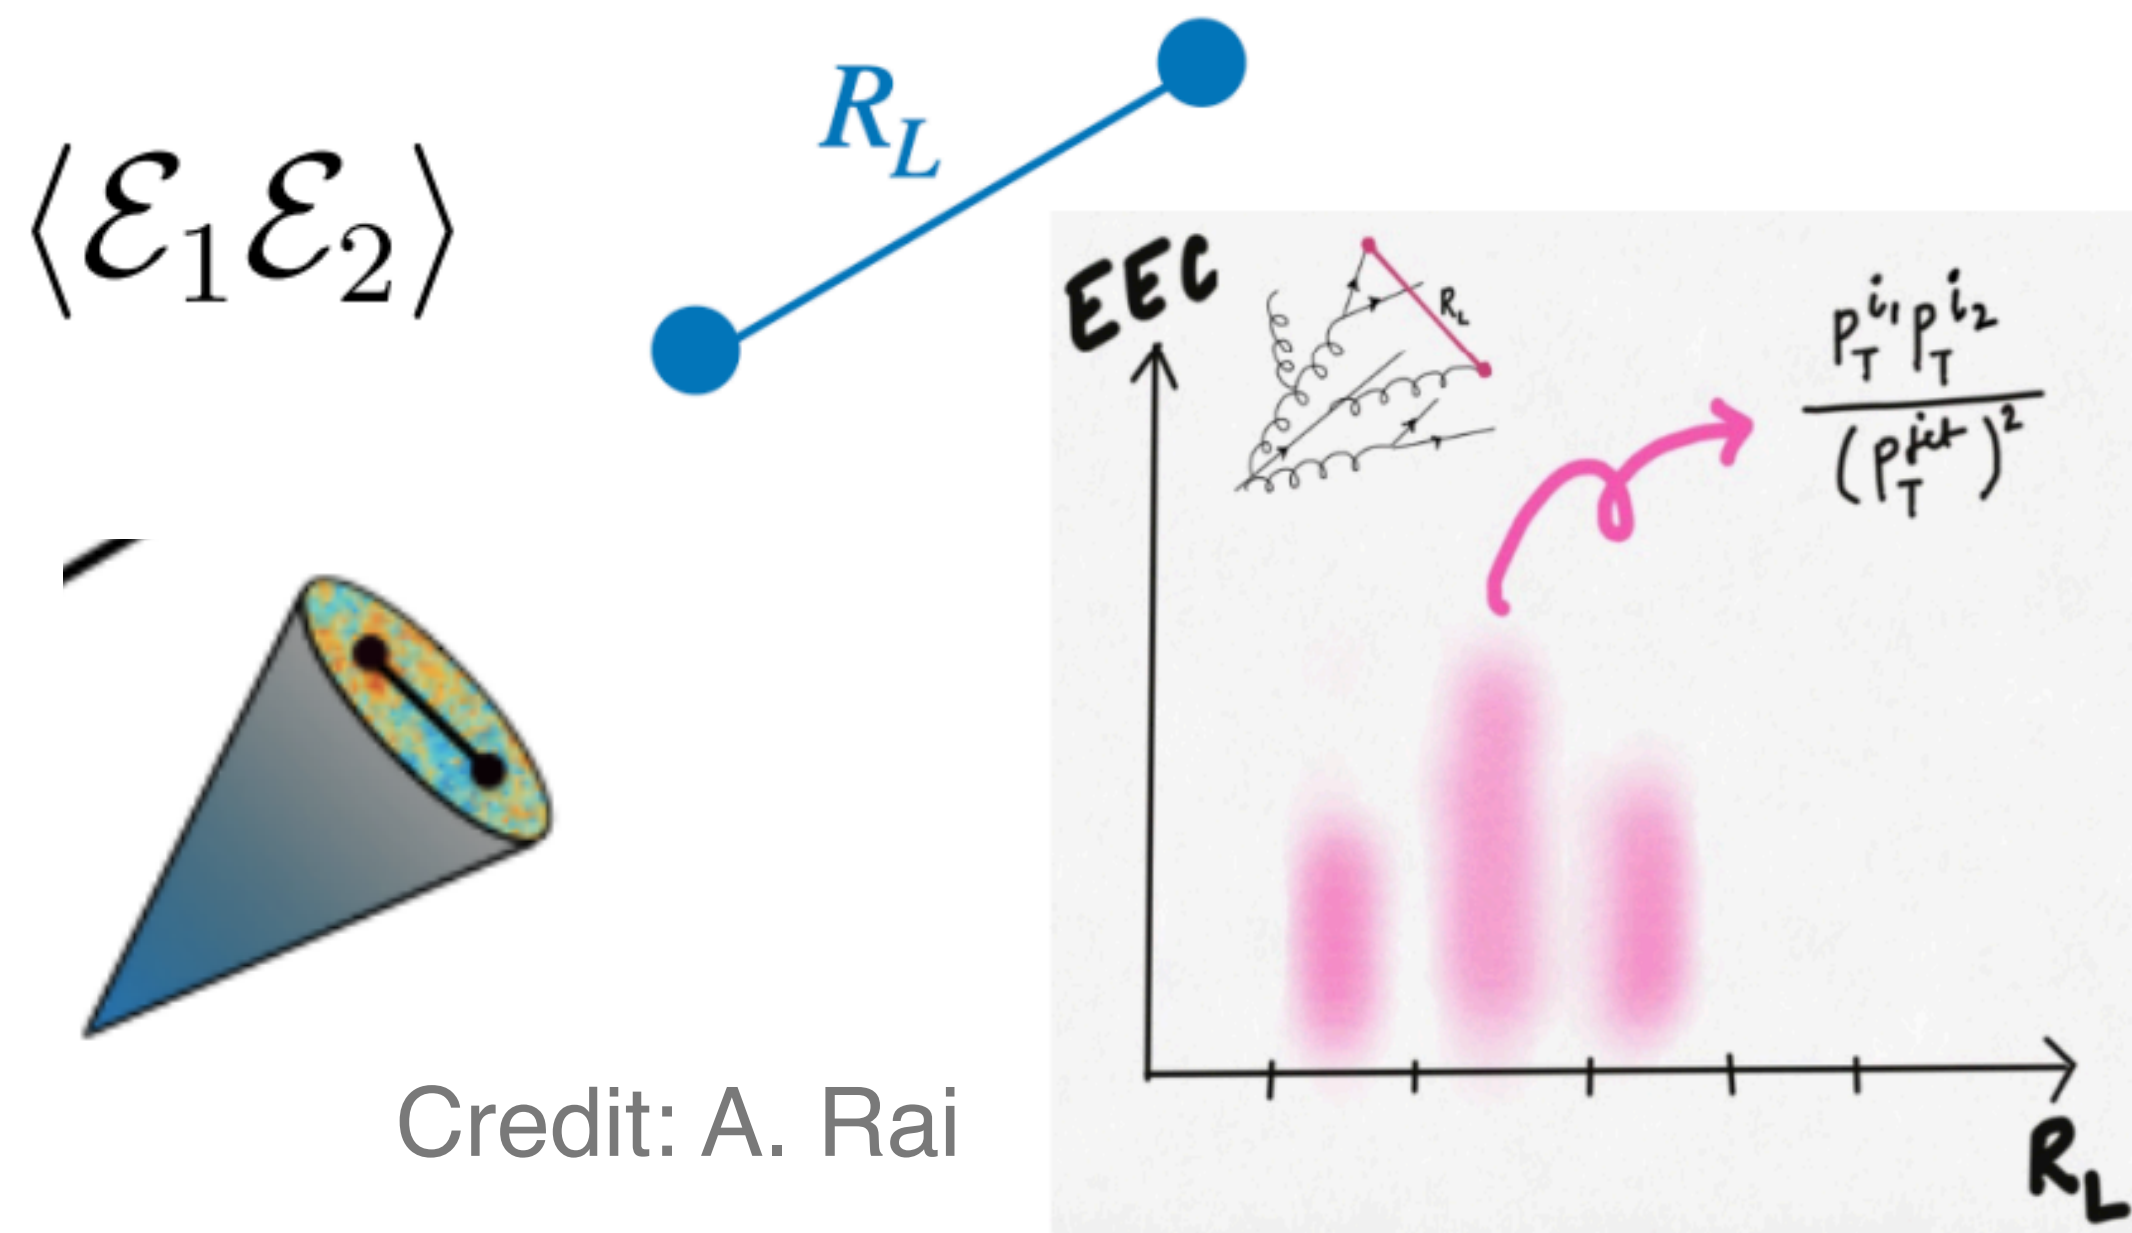 ⟨ℰ₁ℰ₂⟩
R_L
EEC
R_L
p_T^{i_1} p_T^{i_2}
(p_T^{jet})^2
R_L
Credit: A. Rai